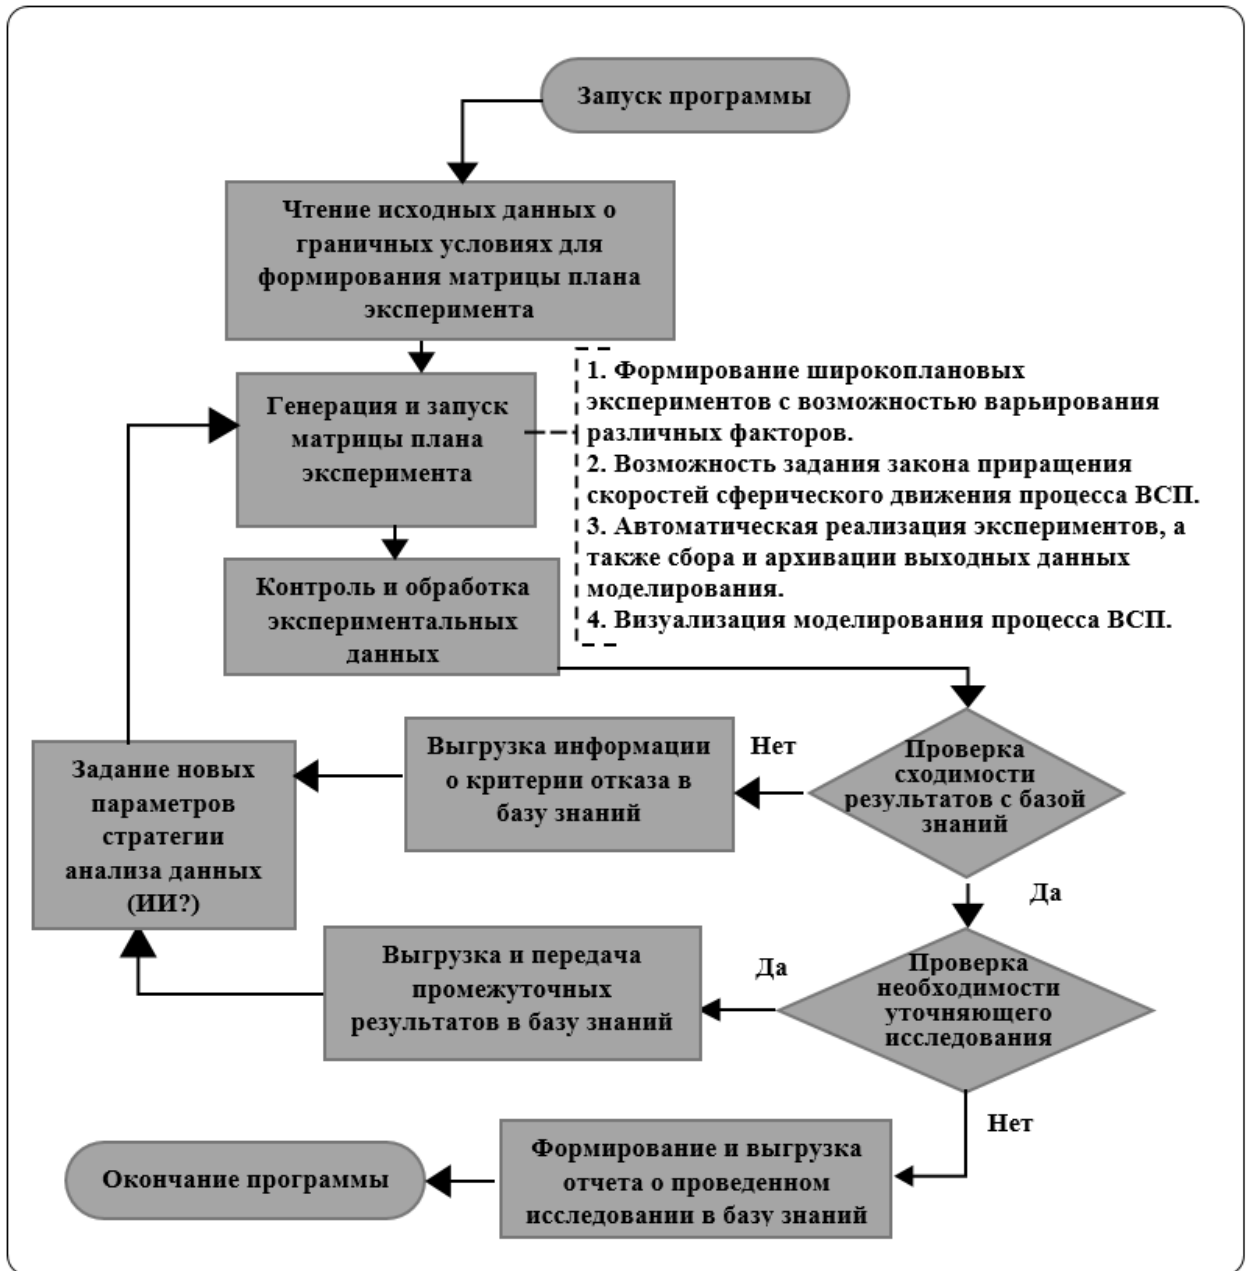 Запуск программы
Чтение исходных данных о
граничных условиях для
формирования матрицы плана
эксперимента
Генерация и запуск
матрицы плана
эксперимента
1. Формирование широкоплановых
экспериментов с возможностью варьирования
различных факторов.
2. Возможность задания закона приращения
скоростей сферического движения процесса ВСП.
3. Автоматическая реализация экспериментов, а
также сбора и архивации выходных данных
моделирования.
4. Визуализация моделирования процесса ВСП.
Контроль и обработка
экспериментальных
данных
Проверка
сходимости
результатов с базой
знаний
Нет
Выгрузка информации
о критерии отказа в
базу знаний
Задание новых
параметров
стратегии
анализа данных
(ИИ?)
Да
Проверка
необходимости
уточняющего
исследования
Да
Выгрузка и передача
промежуточных
результатов в базу знаний
Нет
Формирование и выгрузка
отчета о проведенном
исследовании в базу знаний
Окончание программы